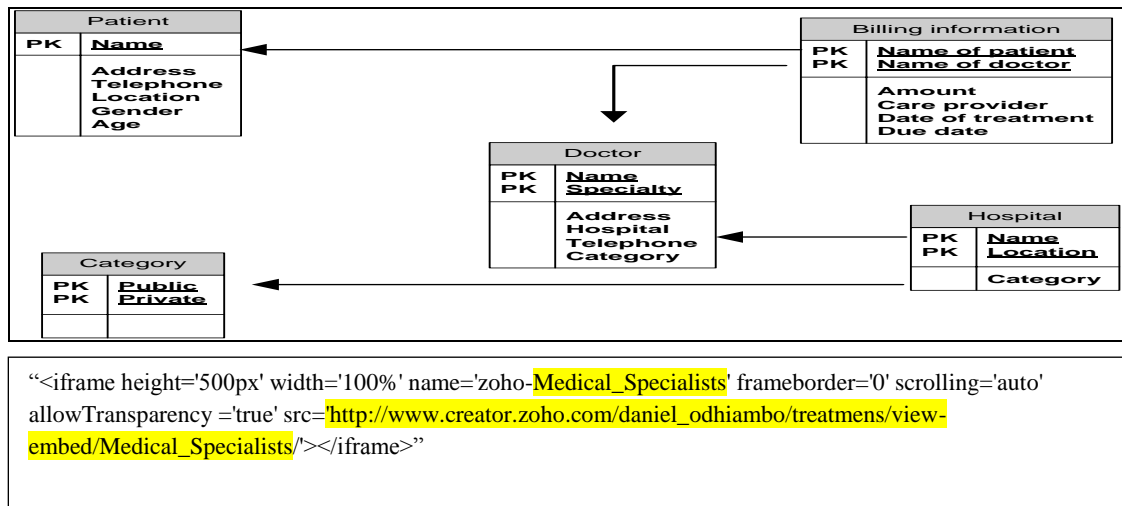 Patient
PK Name
Address
Telephone
Location
Gender
Age
Billing information
PK Name of patient
PK Name of doctor
Amount
Care provider
Date of treatment
Due date
Doctor
PK Name
PK Specialty
Address
Hospital
Telephone
Category
Hospital
PK Name
PK Location
Category
Category
PK Public
PK Private
“<iframe height='500px' width='100%' name='zoho-Medical_Specialists' frameborder='0' scrolling='auto'
allowTransparency ='true' src='http://www.creator.zoho.com/daniel_odhiambo/treatmens/view-
embed/Medical_Specialists/'></iframe>”